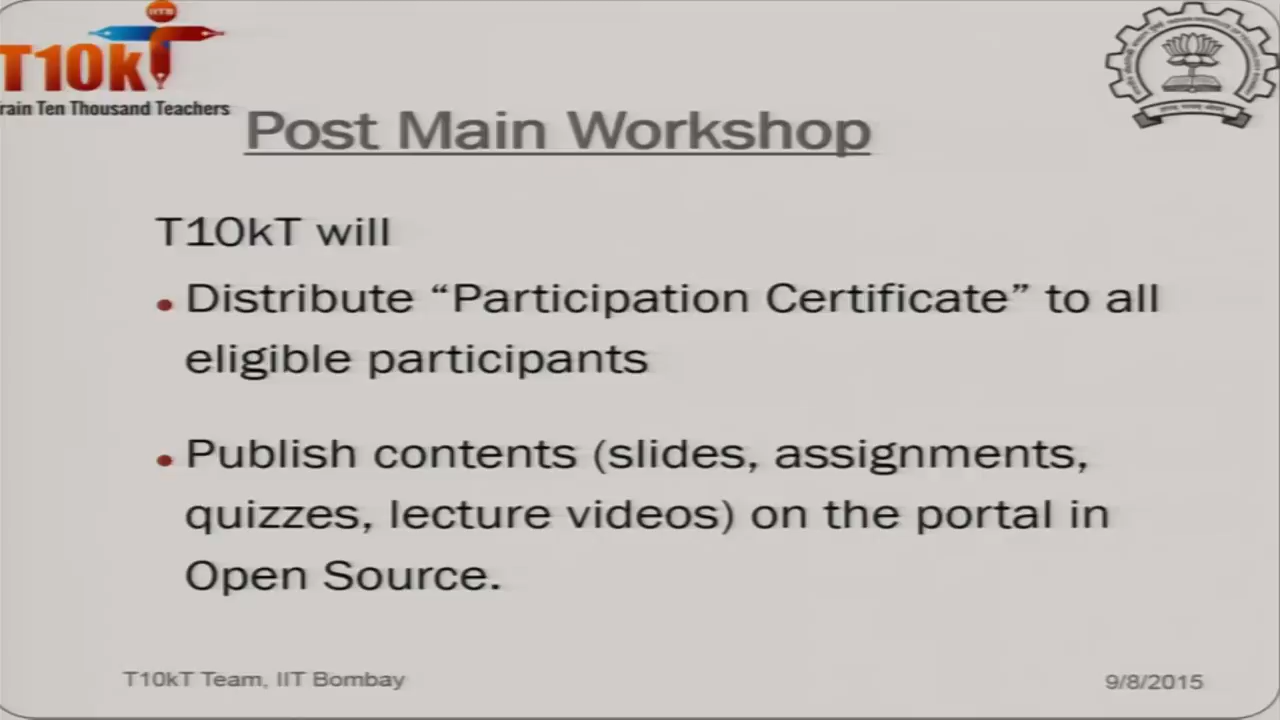 T10kT
rain Ten Thousand Teachers
Post Main Workshop
T10kT will
• Distribute “Participation Certificate” to all
eligible participants
• Publish contents (slides, assignments,
quizzes, lecture videos) on the portal in
Open Source.
T10kT Team, IIT Bombay
9/8/2015